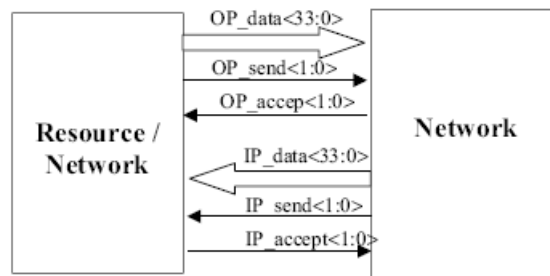 OP_data<33:0>
OP_send<1:0>
OP_accep<1:0>
Resource /
Network
Network
IP_data<33:0>
IP_send<1:0>
IP_accept<1:0>